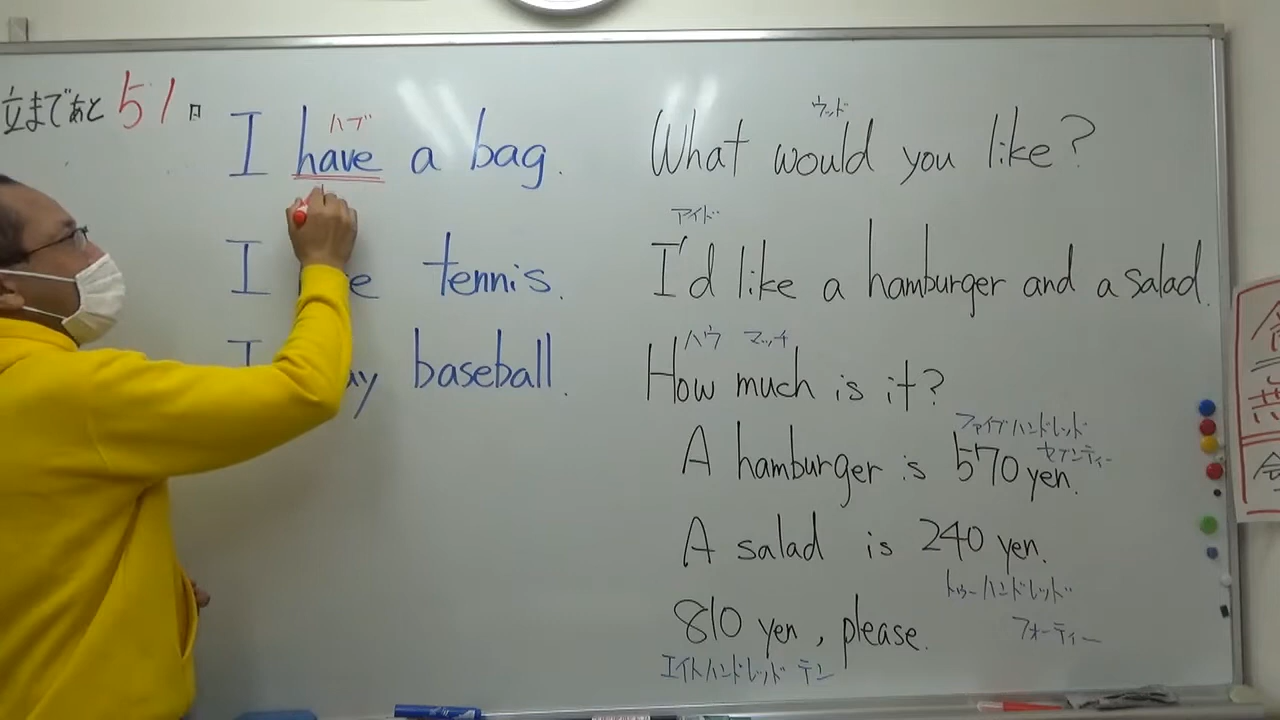 立まであと51日
ハブ
I have a bag.
I tennis.
I baseball.
ウッド
What would you like?
アイド
I'd like a hamburger and a salad.
ハウ マッチ
How much is it?
ファイブハンドレッド
セブンティー
A hamburger is 570 yen.
A salad is 240 yen.
トゥーハンドレッド
フォーティー
810 yen, please.
エイトハンドレッド テン